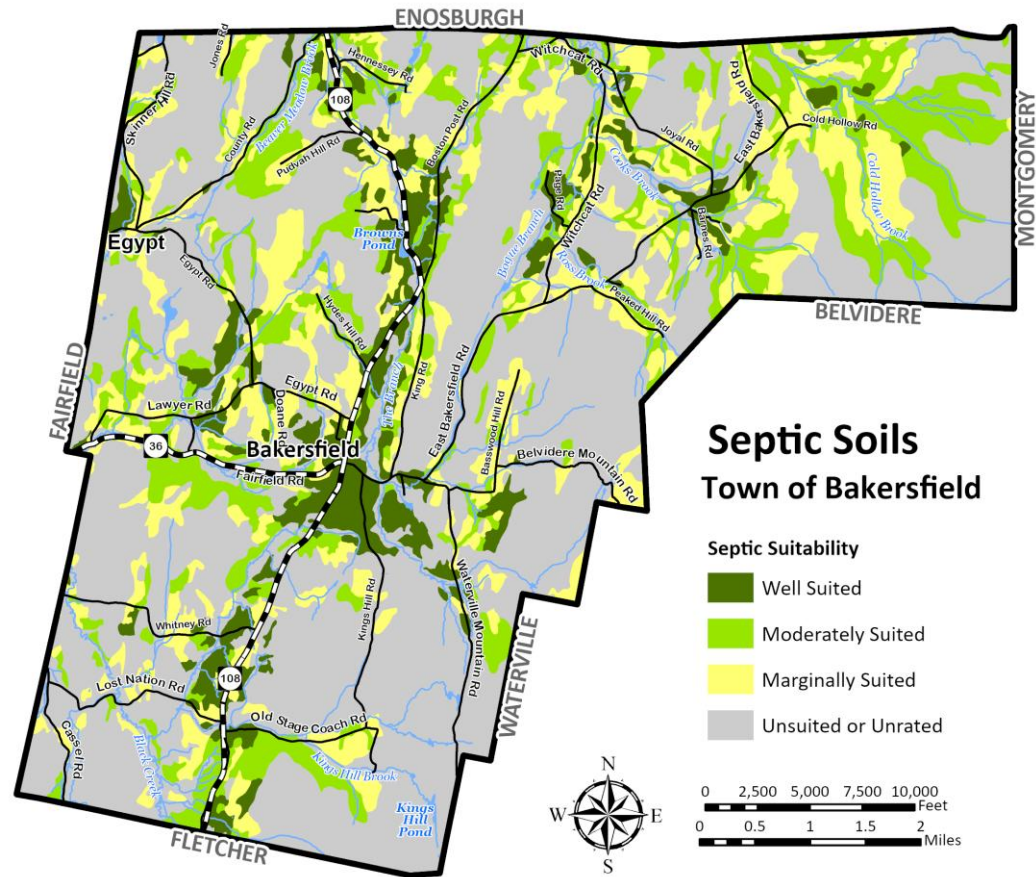 ENOSBURGH
Jones Rd
Skinner Hill Rd
County Rd
Beaver Meadow Brook
Hennessey Rd
108
Pudvah Hill Rd
Boston Post Rd
Witchcat Rd
Joyal Rd
East Bakersfield Rd
Cold Hollow Rd
Cooks Brook
Cold Hollow Brook
MONTGOMERY
Page Rd
Witchcat Rd
Barnes Rd
Egypt
Browns
Pond
Bogue Branch
Ross Brook
Egypt Rd
Peaked Hill Rd
BELVIDERE
Hydes Hill Rd
The Branch
King Rd
East Bakersfield Rd
FAIRFIELD
Lawyer Rd
Egypt Rd
Doane Rd
Basswood Hill Rd
36
Bakersfield
Fairfield Rd
Belvidere Mountain Rd
Septic Soils
Town of Bakersfield
Septic Suitability
Well Suited
Moderately Suited
Marginally Suited
Unsuited or Unrated
Whitney Rd
Kings Hill Rd
Waterville Mountain Rd
WATERVILLE
108
Lost Nation Rd
Old Stage Coach Rd
Cassel Rd
Black Creek
Kings Hill Brook
Kings
Hill
Pond
FLETCHER
N
W E
S
0 2,500 5,000 7,500 10,000
Feet
0 0.5 1 1.5 2
Miles